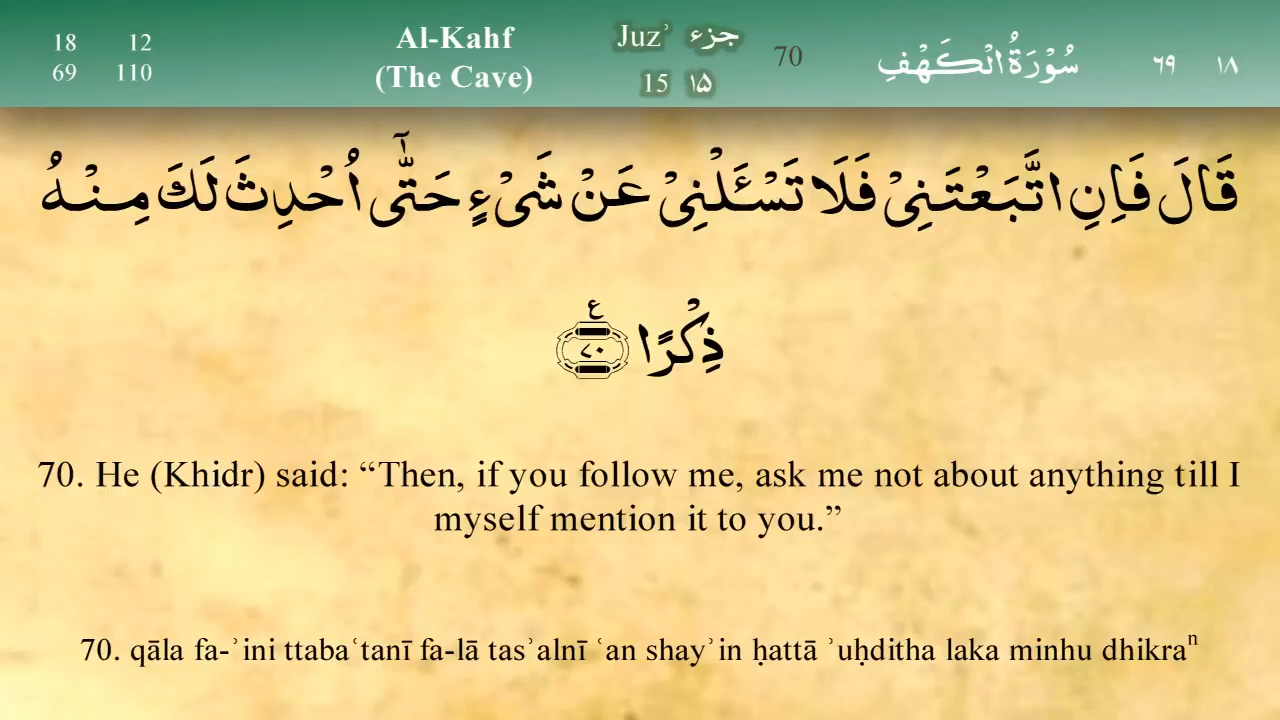 18 12 Al-Kahf Juzʾ جزء 70 سُوْرَةُ الْكَهْفِ ٦٩ ١٨
69 110 (The Cave) 15 ۱۵
قَالَ فَاِنِ اتَّبَعْتَنِيْ فَلَا تَسْـَٔلْنِيْ عَنْ شَيْءٍ حَتّٰٓى اُحْدِثَ لَكَ مِنْهُ
ذِكْرًا ࣖ ٧٠
70. He (Khidr) said: “Then, if you follow me, ask me not about anything till I
myself mention it to you.”
70. qāla fa-ʾini ttabaʿtanī fa-lā tasʾalnī ʿan shayʾin ḥattā ʾuḥditha laka minhu dhikraⁿ